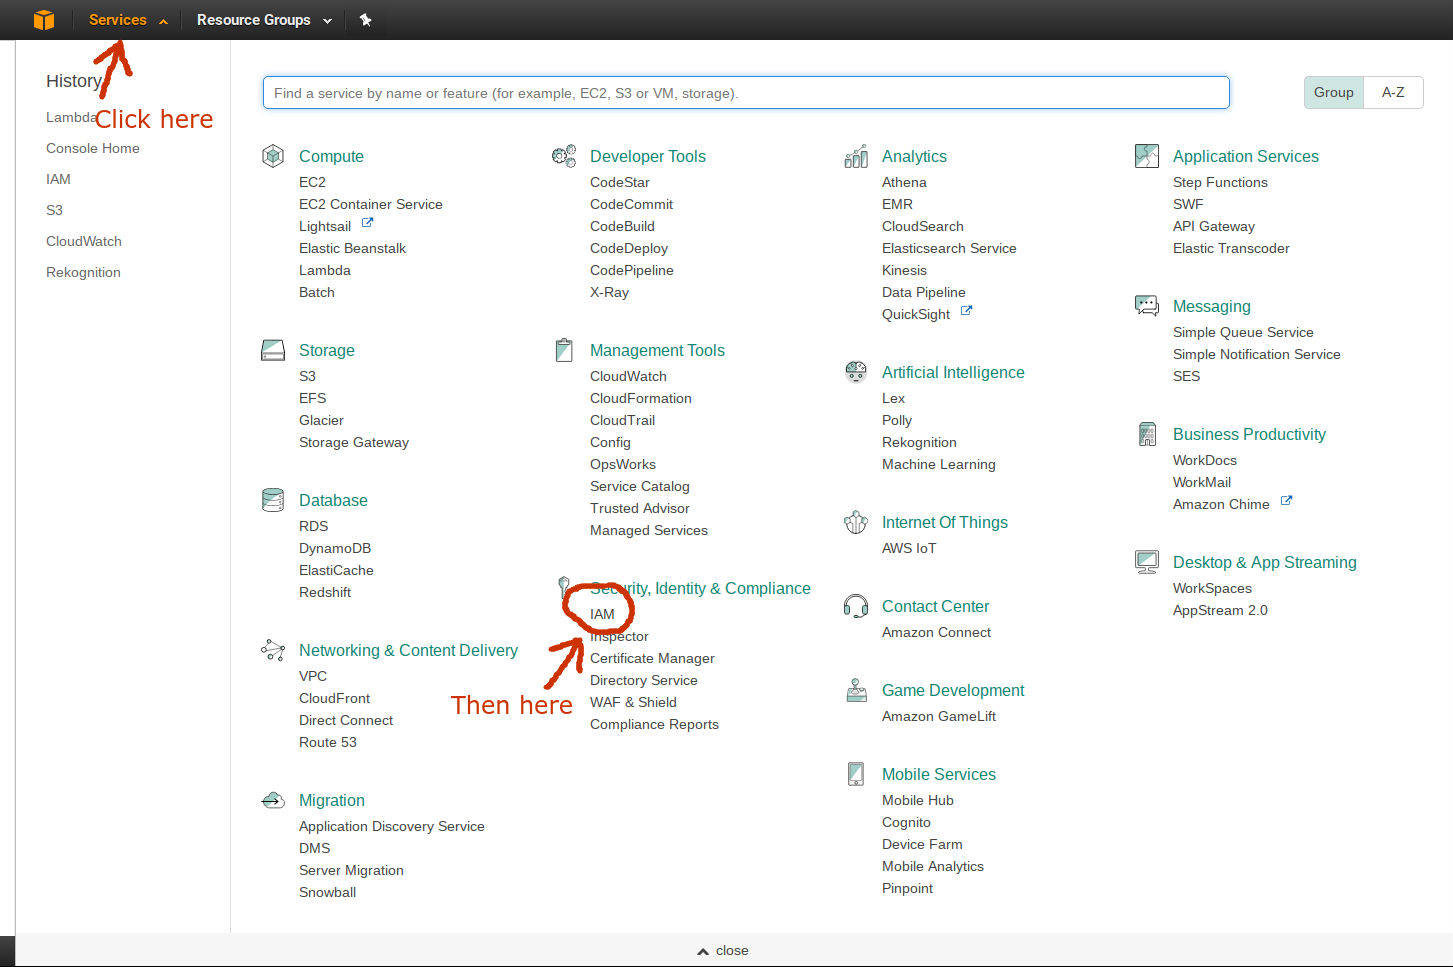 Services
Resource Groups
History
Click here
Lambda
Console Home
IAM
S3
CloudWatch
Rekognition
Find a service by name or feature (for example, EC2, S3 or VM, storage).
Group
A-Z
Compute
EC2
EC2 Container Service
Lightsail
Elastic Beanstalk
Lambda
Batch
Storage
S3
EFS
Glacier
Storage Gateway
Database
RDS
DynamoDB
ElastiCache
Redshift
Networking & Content Delivery
VPC
CloudFront
Direct Connect
Route 53
Migration
Application Discovery Service
DMS
Server Migration
Snowball
Developer Tools
CodeStar
CodeCommit
CodeBuild
CodeDeploy
CodePipeline
X-Ray
Management Tools
CloudWatch
CloudFormation
CloudTrail
Config
OpsWorks
Service Catalog
Trusted Advisor
Managed Services
Security, Identity & Compliance
IAM
Inspector
Certificate Manager
Directory Service
WAF & Shield
Compliance Reports
Then here
Analytics
Athena
EMR
CloudSearch
Elasticsearch Service
Kinesis
Data Pipeline
QuickSight
Artificial Intelligence
Lex
Polly
Rekognition
Machine Learning
Internet Of Things
AWS IoT
Contact Center
Amazon Connect
Game Development
Amazon GameLift
Mobile Services
Mobile Hub
Cognito
Device Farm
Mobile Analytics
Pinpoint
Application Services
Step Functions
SWF
API Gateway
Elastic Transcoder
Messaging
Simple Queue Service
Simple Notification Service
SES
Business Productivity
WorkDocs
WorkMail
Amazon Chime
Desktop & App Streaming
WorkSpaces
AppStream 2.0
close